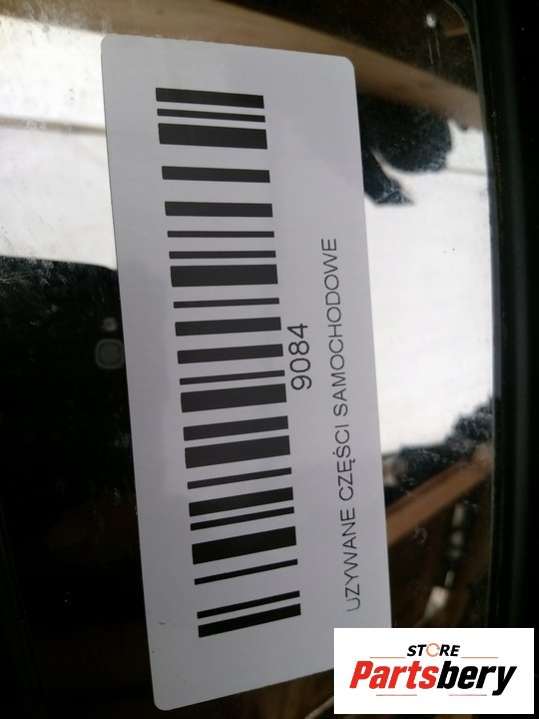 9084
UZYWANE CZĘŚCI SAMOCHODOWE
STORE
Partsbery